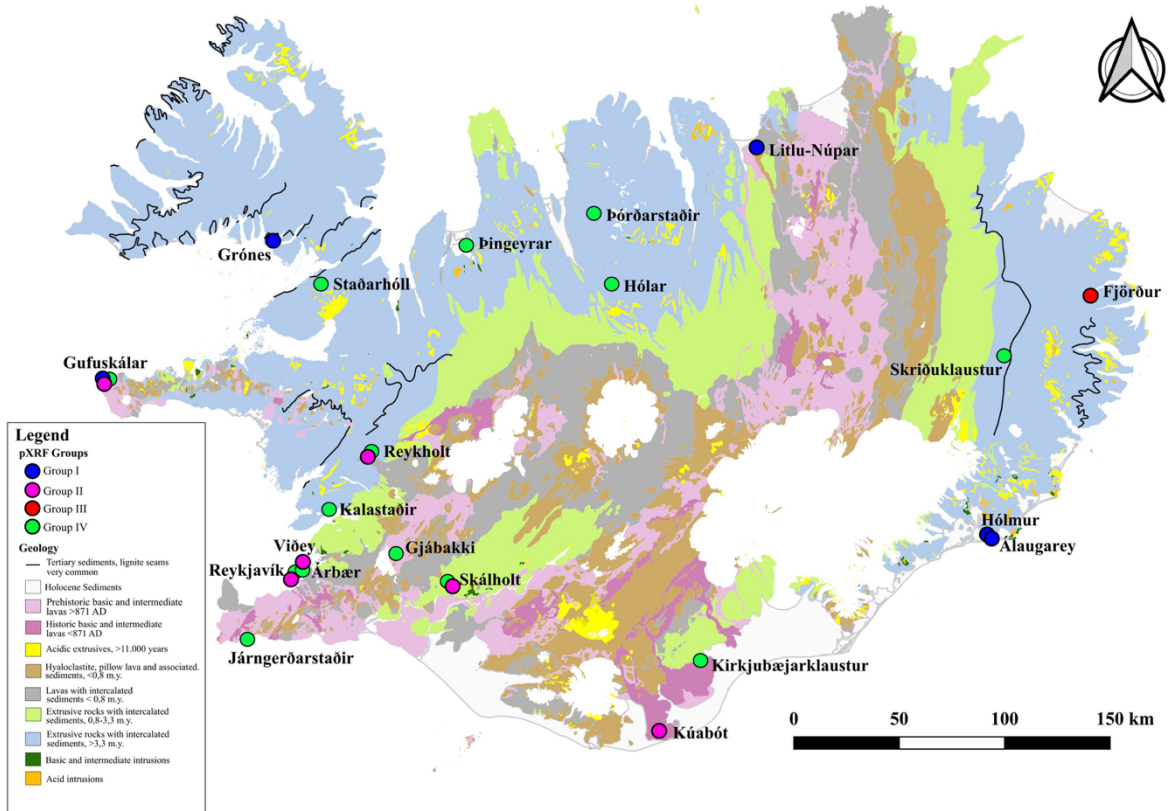 Litlu-Núpar
Þórðarstaðir
Þingeyrar
Grónes
Staðarhóll
Hólar
Fjörður
Skriðuklaustur
Gufuskálar
Reykholt
Kalastaðir
Hólmur
Alaugarey
Viðey
Gjábakki
Reykjavík
Árbær
Skálholt
Járngerðarstaðir
Kirkjubæjarklaustur
Kúabót
0 50 100 150 km
Legend
pXRF Groups
Group I
Group II
Group III
Group IV
Geology
Tertiary sediments, lignite seams
very common
Holocene Sediments
Prehistoric basic and intermediate
lavas >871 AD
Historic basic and intermediate
lavas <871 AD
Acidic extrusives, >11.000 years
Hyaloclastite, pillow lava and associated.
sediments, <0,8 m.y.
Lavas with intercalated
sediments < 0,8 m.y.
Extrusive rocks with intercalated
sediments, 0,8-3,3 m.y.
Extrusive rocks with intercalated
sediments, >3,3 m.y.
Basic and intermediate intrusions
Acid intrusions